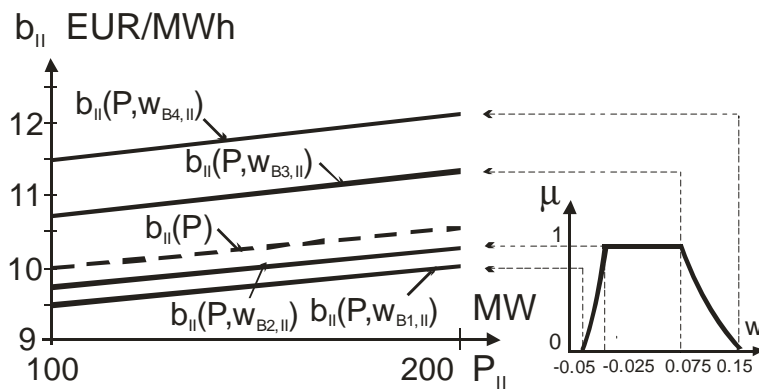 b_II EUR/MWh
12
11
10
9
b_II(P,w_B4,II)
b_II(P,w_B3,II)
b_II(P)
b_II(P,w_B2,II) b_II(P,w_B1,II)
MW
100
200
P_II
μ
1
0
w
-0.05 -0.025 0.075 0.15